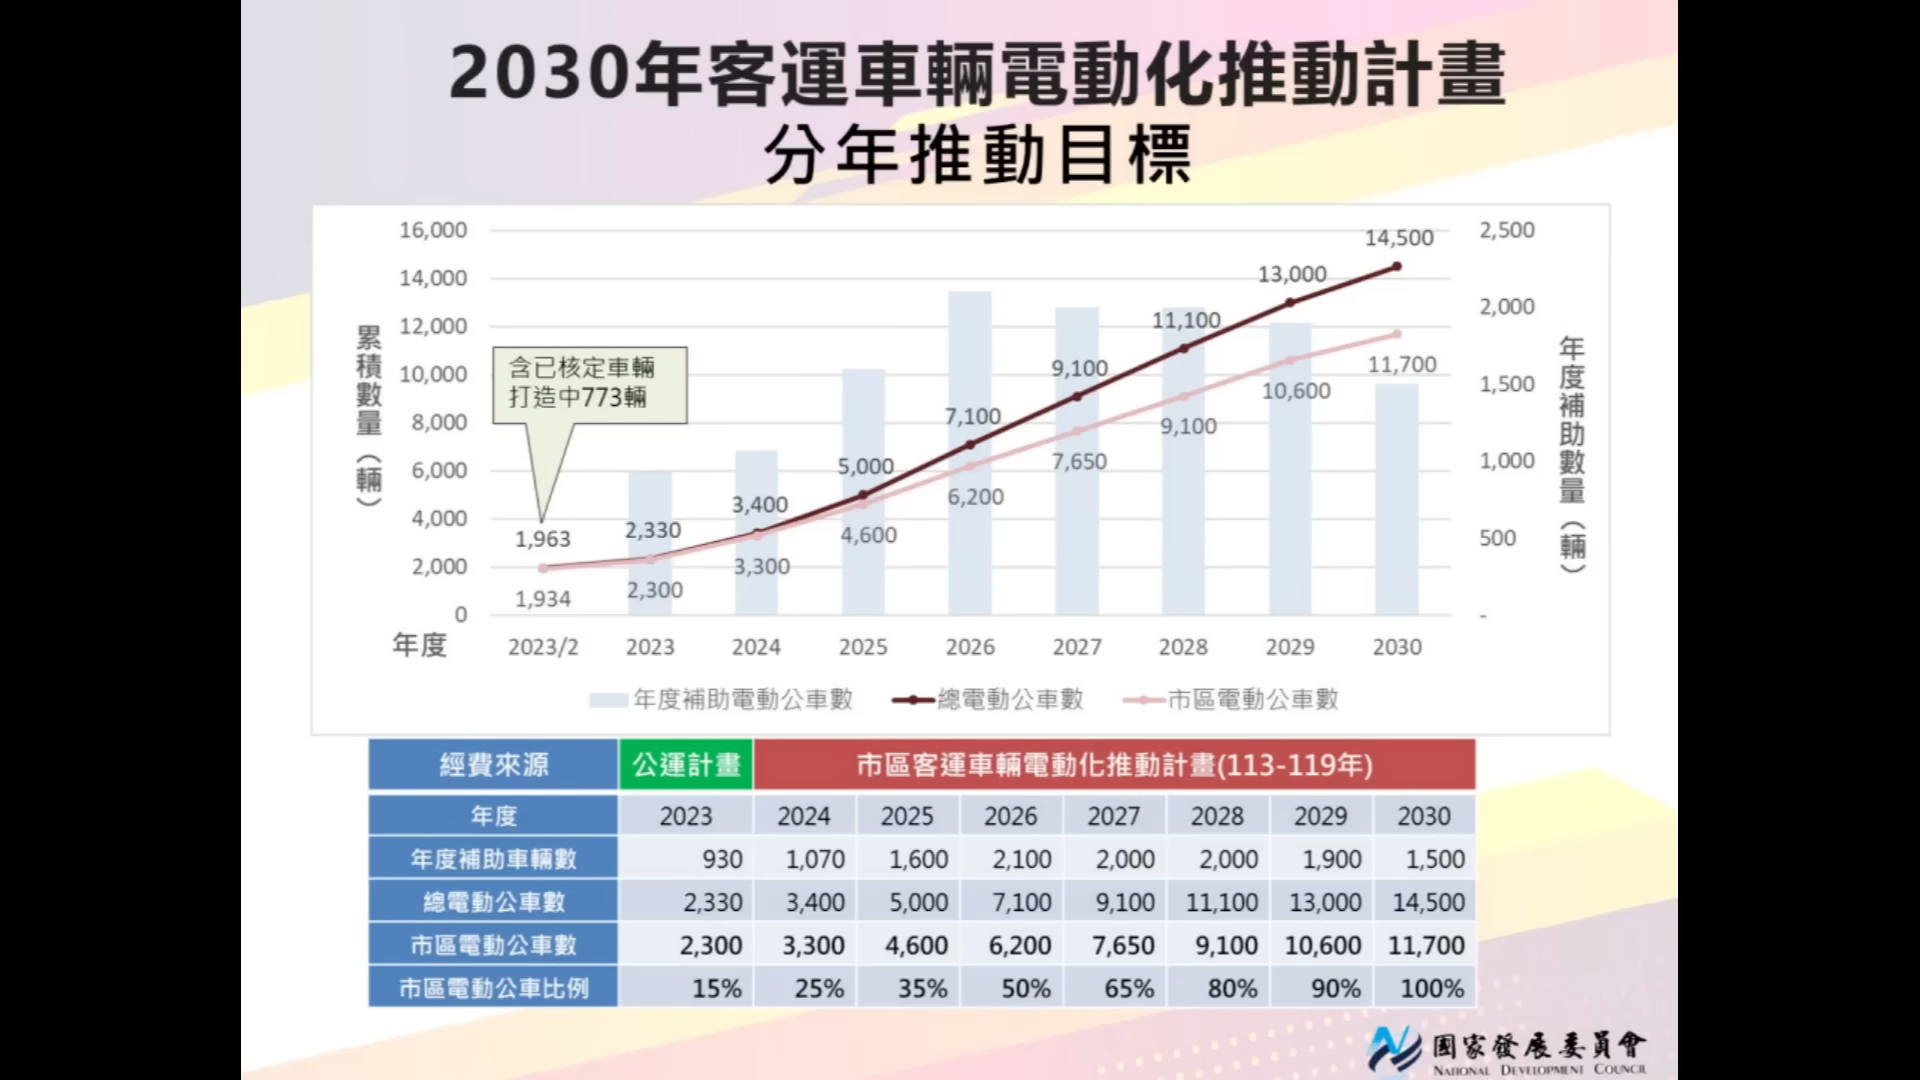 2030年客運車輛電動化推動計畫
分年推動目標
16,000
14,000
12,000
10,000
8,000
6,000
4,000
2,000
0
累積數量（輛）
2,500
2,000
1,500
1,000
500
-
年度補助數量（輛）
含已核定車輛
打造中773輛
1,963
2,330
3,400
5,000
7,100
9,100
11,100
13,000
14,500
1,934
2,300
3,300
4,600
6,200
7,650
9,100
10,600
11,700
年度 2023/2 2023 2024 2025 2026 2027 2028 2029 2030
年度補助電動公車數 總電動公車數 市區電動公車數
經費來源 公運計畫 市區客運車輛電動化推動計畫(113-119年)
年度 2023 2024 2025 2026 2027 2028 2029 2030
年度補助車輛數 930 1,070 1,600 2,100 2,000 2,000 1,900 1,500
總電動公車數 2,330 3,400 5,000 7,100 9,100 11,100 13,000 14,500
市區電動公車數 2,300 3,300 4,600 6,200 7,650 9,100 10,600 11,700
市區電動公車比例 15% 25% 35% 50% 65% 80% 90% 100%
國家發展委員會
NATIONAL DEVELOPMENT COUNCIL